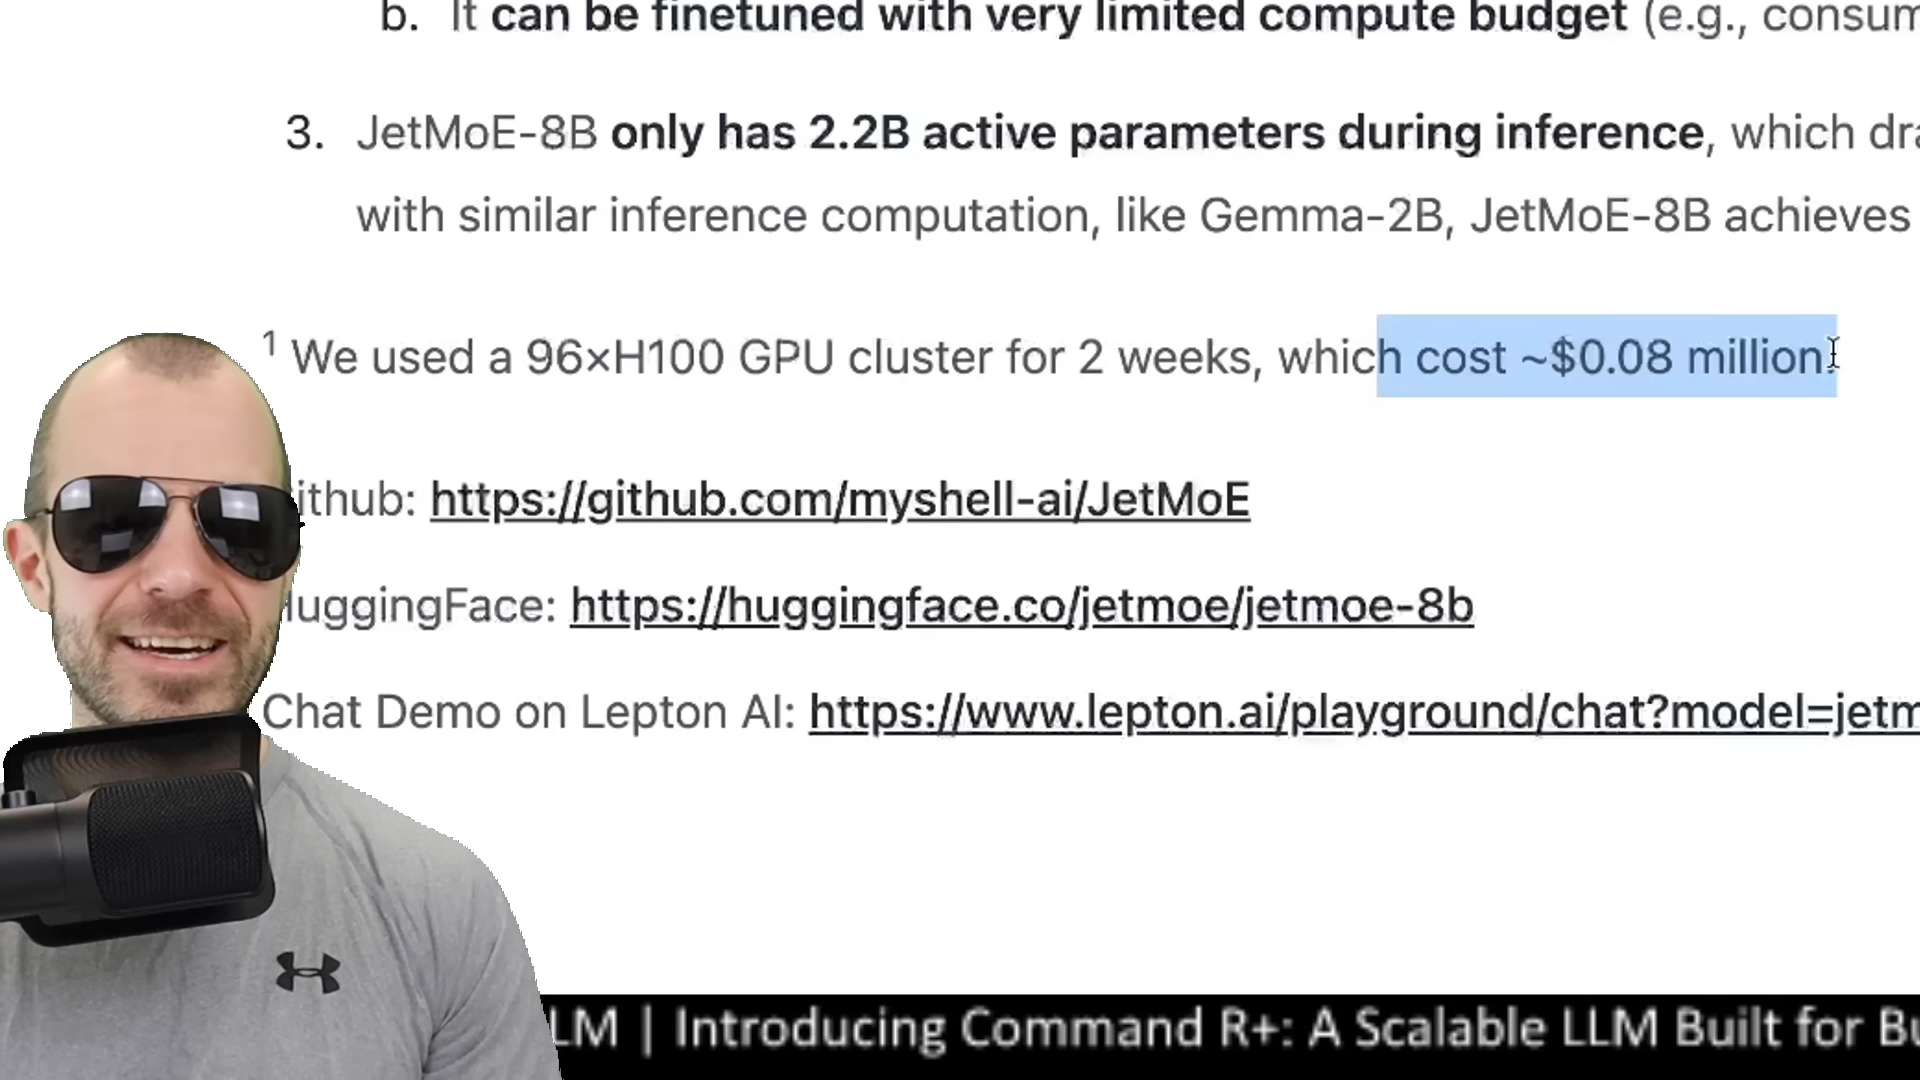 b. It can be finetuned with very limited compute budget (e.g., consum
3. JetMoE-8B only has 2.2B active parameters during inference, which dra
with similar inference computation, like Gemma-2B, JetMoE-8B achieves
1 We used a 96×H100 GPU cluster for 2 weeks, which cost ~$0.08 million.
ithub: https://github.com/myshell-ai/JetMoE
uggingFace: https://huggingface.co/jetmoe/jetmoe-8b
Chat Demo on Lepton AI: https://www.lepton.ai/playground/chat?model=jetm
LM | Introducing Command R+: A Scalable LLM Built for Bu